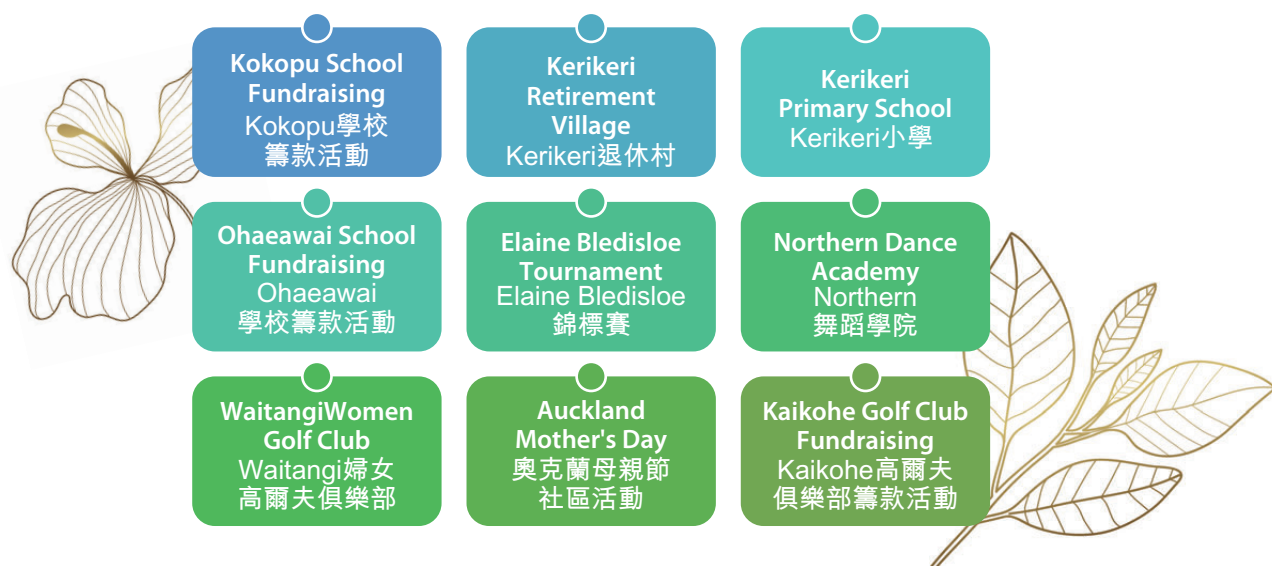 Kokopu School
Fundraising
Kokopu學校
籌款活動
Kerikeri
Retirement
Village
Kerikeri退休村
Kerikeri
Primary School
Kerikeri小學
Ohaeawai School
Fundraising
Ohaeawai
學校籌款活動
Elaine Bledisloe
Tournament
Elaine Bledisloe
錦標賽
Northern Dance
Academy
Northern
舞蹈學院
WaitangiWomen
Golf Club
Waitangi婦女
高爾夫俱樂部
Auckland
Mother's Day
奧克蘭母親節
社區活動
Kaikohe Golf Club
Fundraising
Kaikohe高爾夫
俱樂部籌款活動